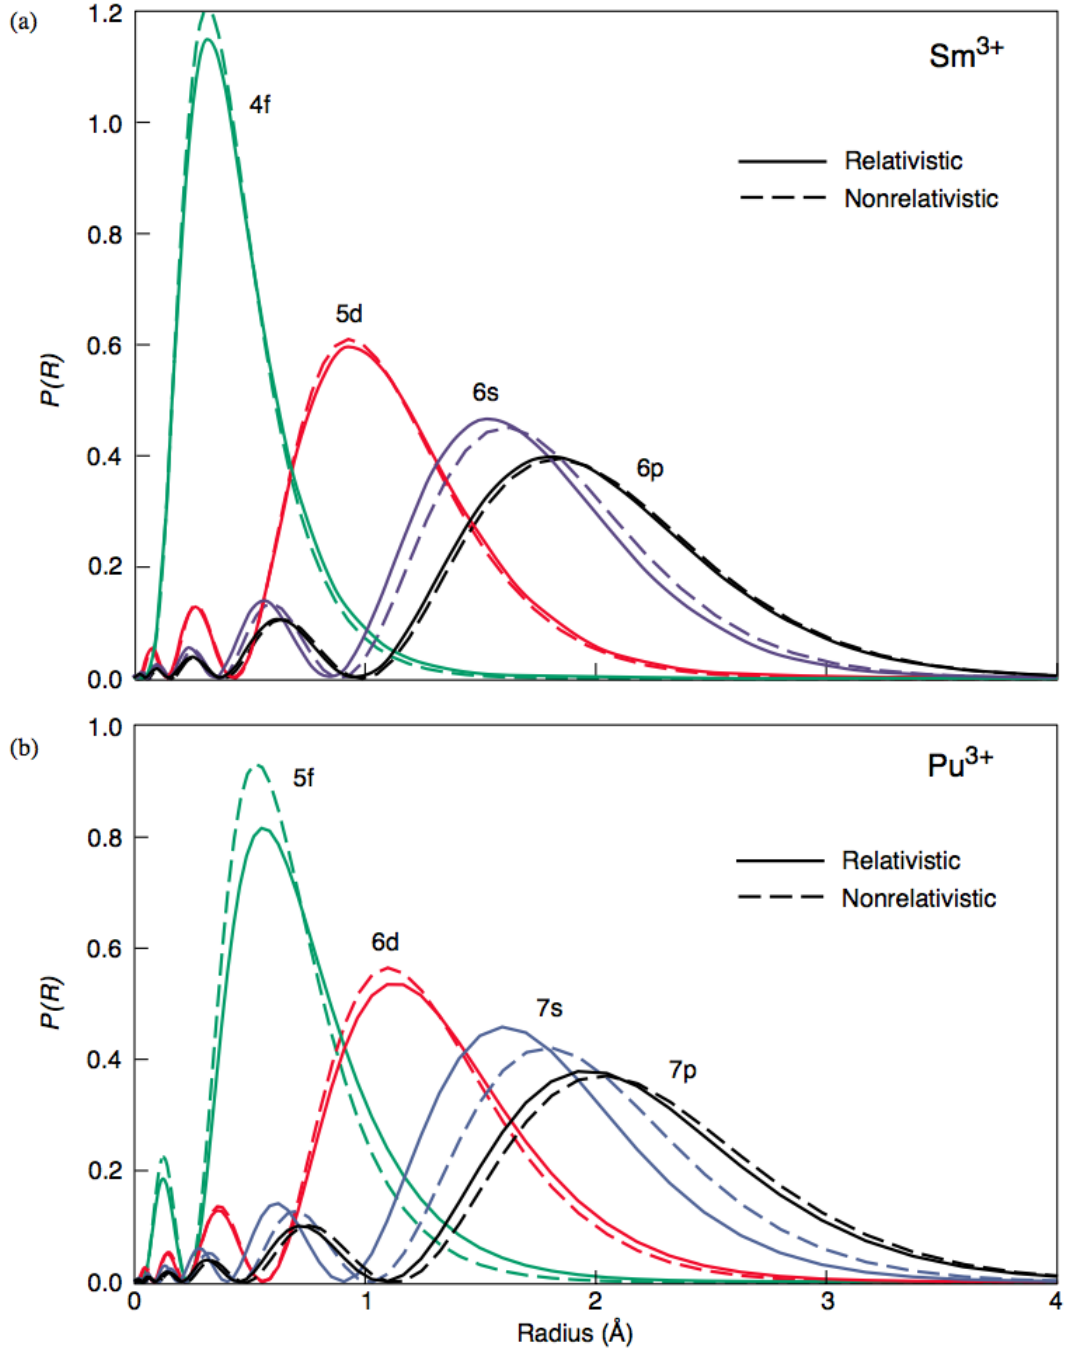 (a)
Sm3+
1.2
1.0
0.8
0.6
0.4
0.2
0.0
P(R)
4f
5d
6s
6p
Relativistic
Nonrelativistic
(b)
Pu3+
1.0
0.8
0.6
0.4
0.2
0.0
P(R)
5f
6d
7s
7p
Relativistic
Nonrelativistic
0 1 2 3 4
Radius (Å)